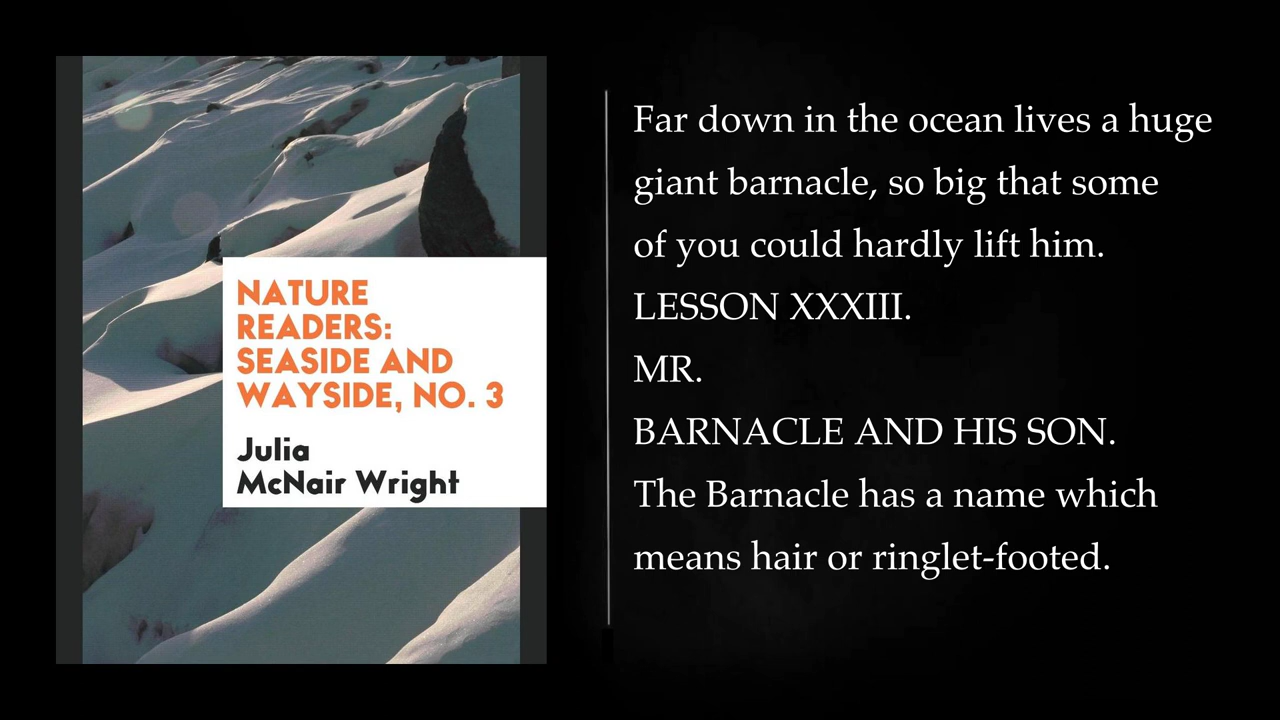 NATURE
READERS:
SEASIDE AND
WAYSIDE, NO. 3
Julia
McNair Wright
Far down in the ocean lives a huge
giant barnacle, so big that some
of you could hardly lift him.
LESSON XXXIII.
MR.
BARNACLE AND HIS SON.
The Barnacle has a name which
means hair or ringlet-footed.